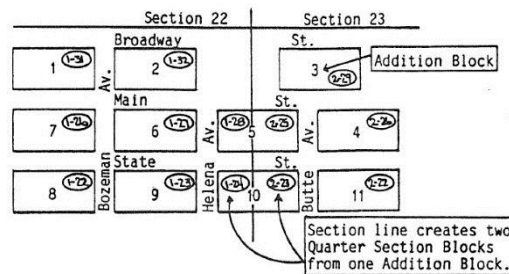 Section 22 Section 23
Broadway St.
1 1-31 Av. 2 1-32 3 2-29 Addition Block
Main St.
7 1-26 6 1-27 Av. 1-28 5 2-25 Av. 4 2-26
State St.
8 1-22 Bozeman 9 1-23 Helena 1-24 10 2-21 Butte 11 2-22
Section line creates two
Quarter Section Blocks
from one Addition Block.